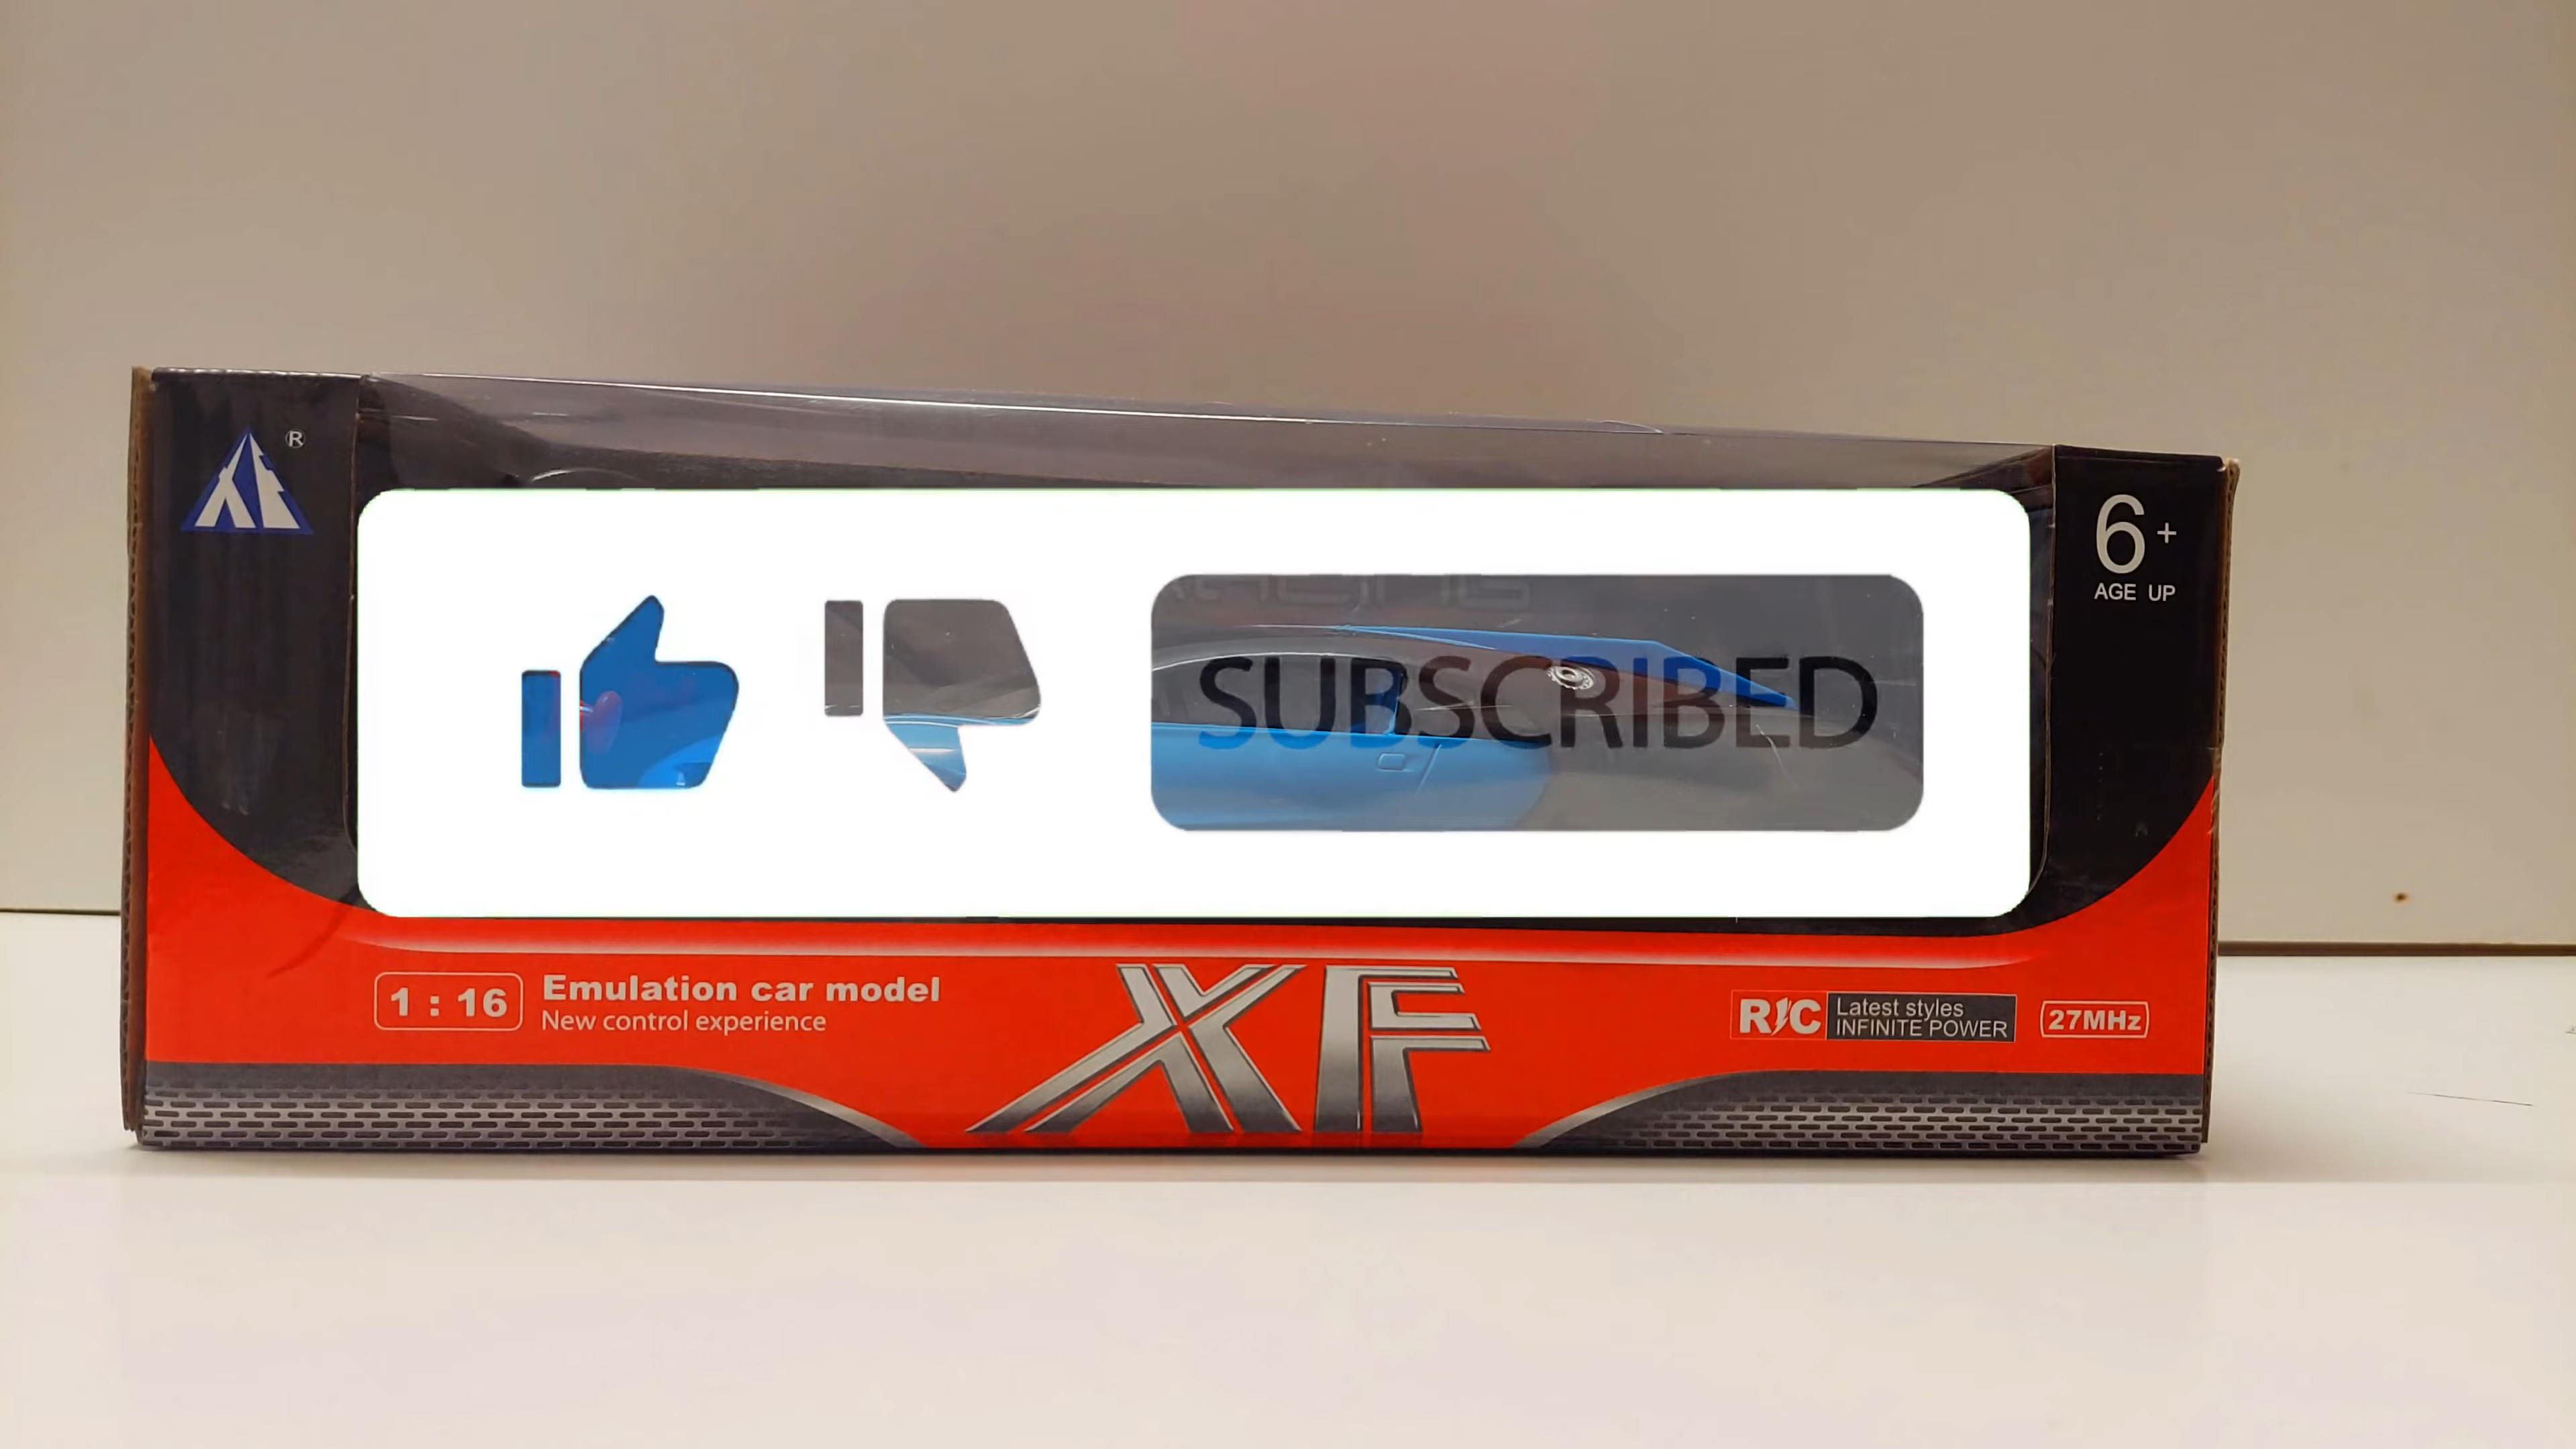 ®
6+
AGE UP
SUBSCRIBED
1 : 16
Emulation car model
New control experience
XF
R/C
Latest styles
INFINITE POWER
27MHz